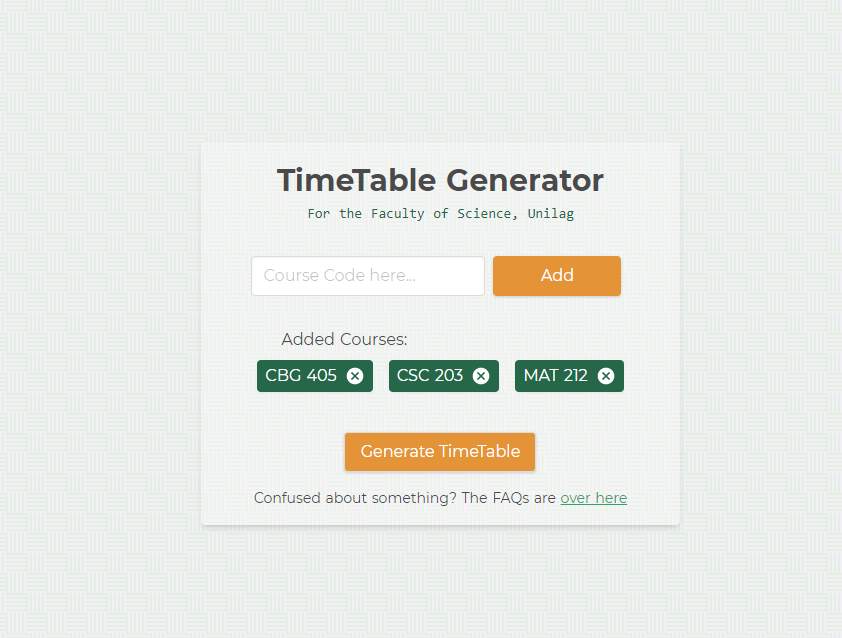 TimeTable Generator
For the Faculty of Science, Unilag
Course Code here...
Add
Added Courses:
CBG 405
CSC 203
MAT 212
Generate TimeTable
Confused about something? The FAQs are over here